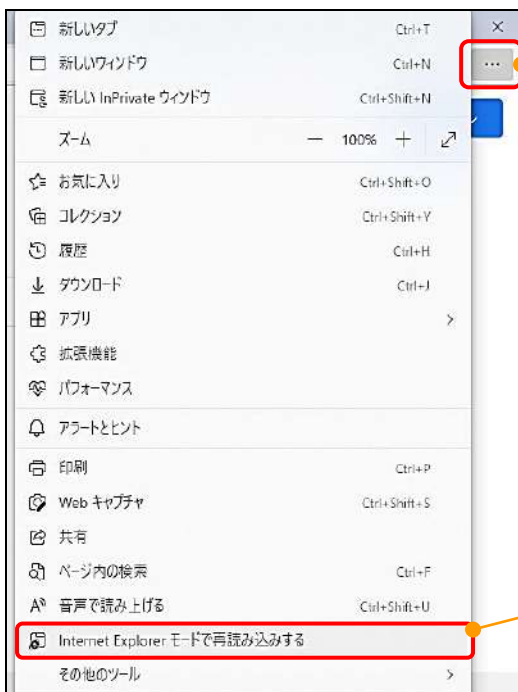 新しいタブ Ctrl+T
新しいウィンドウ Ctrl+N
新しい InPrivate ウィンドウ Ctrl+Shift+N
ズーム — 100% +
お気に入り Ctrl+Shift+O
コレクション Ctrl+Shift+Y
履歴 Ctrl+H
ダウンロード Ctrl+J
アプリ
拡張機能
パフォーマンス
アラートとヒント
印刷 Ctrl+P
Web キャプチャ Ctrl+Shift+S
共有
ページ内の検索 Ctrl+F
音声で読み上げる Ctrl+Shift+U
Internet Explorer モードで再読み込みする
その他のツール